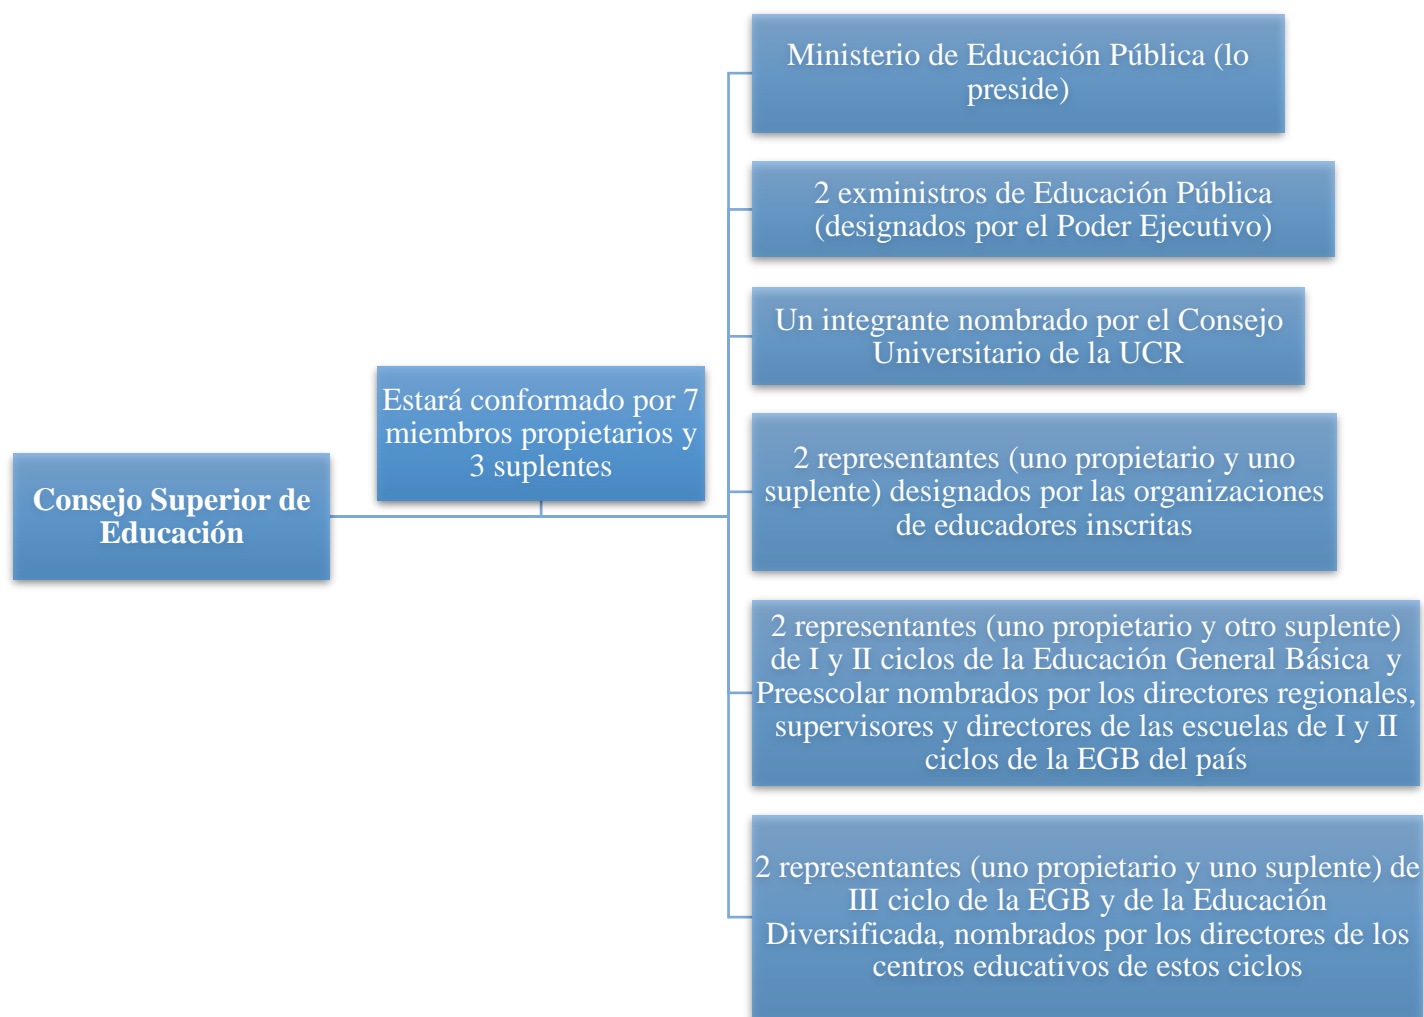 Consejo Superior de
Educación
Estará conformado por 7
miembros propietarios y
3 suplentes
Ministerio de Educación Pública (lo
preside)
2 exministros de Educación Pública
(designados por el Poder Ejecutivo)
Un integrante nombrado por el Consejo
Universitario de la UCR
2 representantes (uno propietario y uno
suplente) designados por las organizaciones
de educadores inscritas
2 representantes (uno propietario y otro suplente)
de I y II ciclos de la Educación General Básica y
Preescolar nombrados por los directores regionales,
supervisores y directores de las escuelas de I y II
ciclos de la EGB del país
2 representantes (uno propietario y uno suplente) de
III ciclo de la EGB y de la Educación
Diversificada, nombrados por los directores de los
centros educativos de estos ciclos